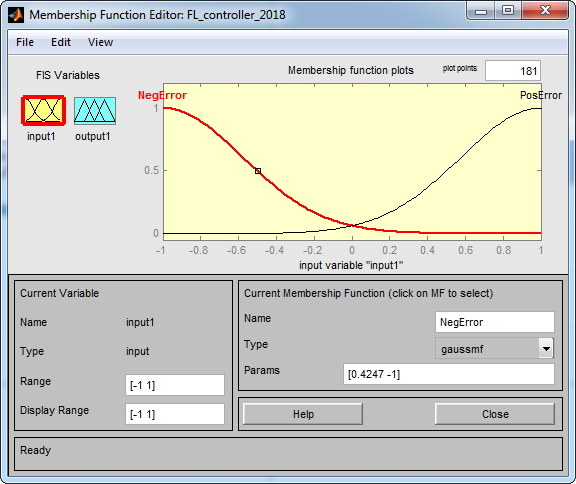 Membership Function Editor: FL_controller_2018
File Edit View
FIS Variables
Membership function plots
plot points:
181
NegError
PosError
input1
output1
1
0.5
0
-1 -0.8 -0.6 -0.4 -0.2 0 0.2 0.4 0.6 0.8 1
input variable "input1"
Current Variable
Name input1
Type input
Range [-1 1]
Display Range [-1 1]
Current Membership Function (click on MF to select)
Name NegError
Type gaussmf
Params [0.4247 -1]
Help Close
Ready